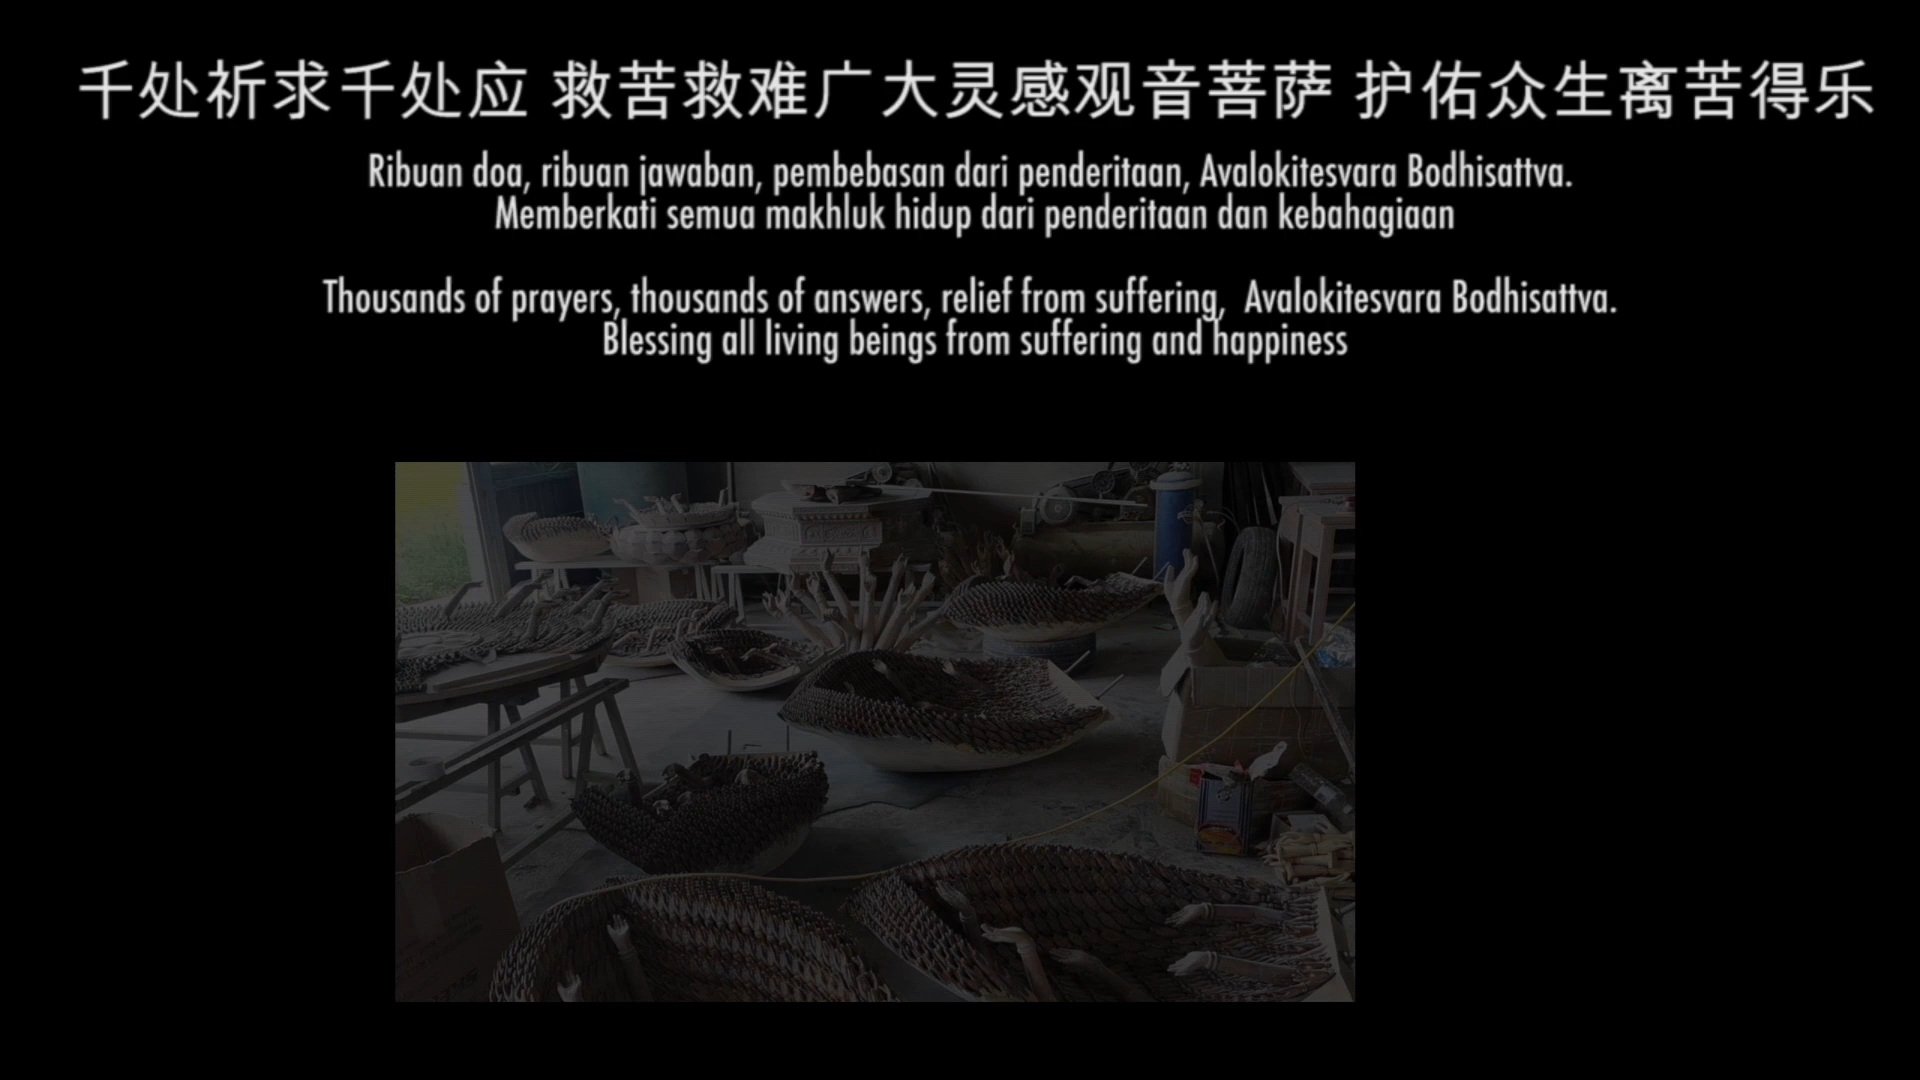 千处祈求千处应 救苦救难广大灵感观音菩萨 护佑众生离苦得乐
Ribuan doa, ribuan jawaban, pembebasan dari penderitaan, Avalokitesvara Bodhisattva.
Memberkati semua makhluk hidup dari penderitaan dan kebahagiaan
Thousands of prayers, thousands of answers, relief from suffering, Avalokitesvara Bodhisattva.
Blessing all living beings from suffering and happiness